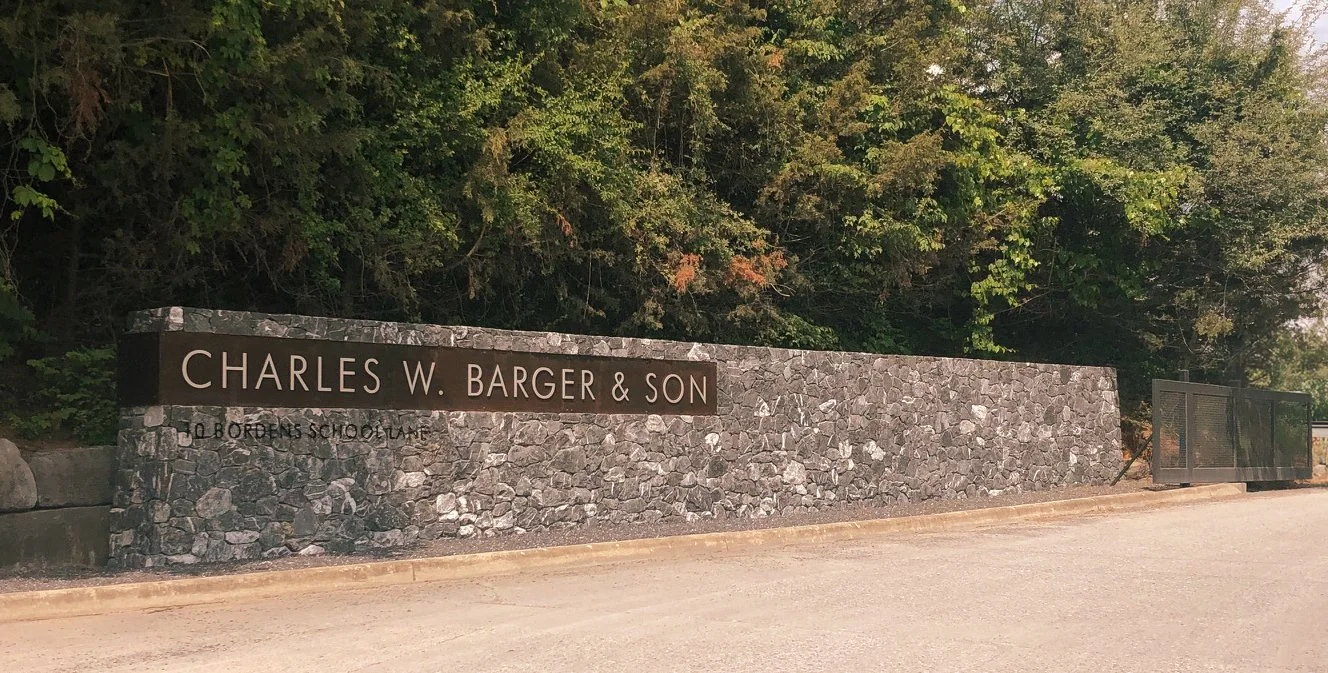 CHARLES W. BARGER & SON
10 BORDENS SCHOOL LANE